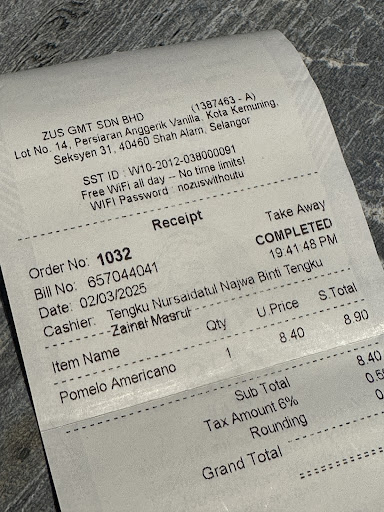 ZUS GMT SDN BHD (1387463 - A)
Lot No. 14, Persiaran Anggerik Vanilla, Kota Kemuning,
Seksyen 31, 40460 Shah Alam, Selangor
SST ID : W10-2012-038000091
Free WiFi all day -- No time limits!
WIFI Password : nozuswithoutu
Receipt
Order No: 1032 Take Away
Bill No: 657044041 COMPLETED
Date: 02/03/2025 19:41:48 PM
Cashier: Tengku Nursaidatul Najwa Binti Tengku
Zainal Masrul
Item Name Qty U.Price S.Total
Pomelo Americano 1 8.40 8.90
Sub Total 8.40
Tax Amount 6% 0.5
Rounding 0
Grand Total